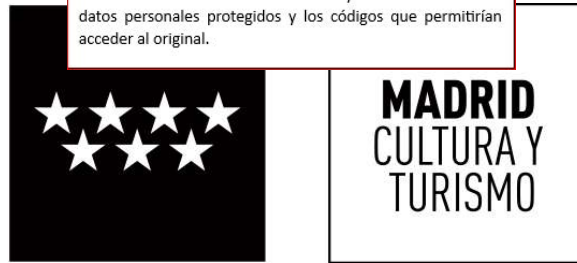 datos personales protegidos y los códigos que permitirían
acceder al original.
MADRID
CULTURA Y
TURISMO